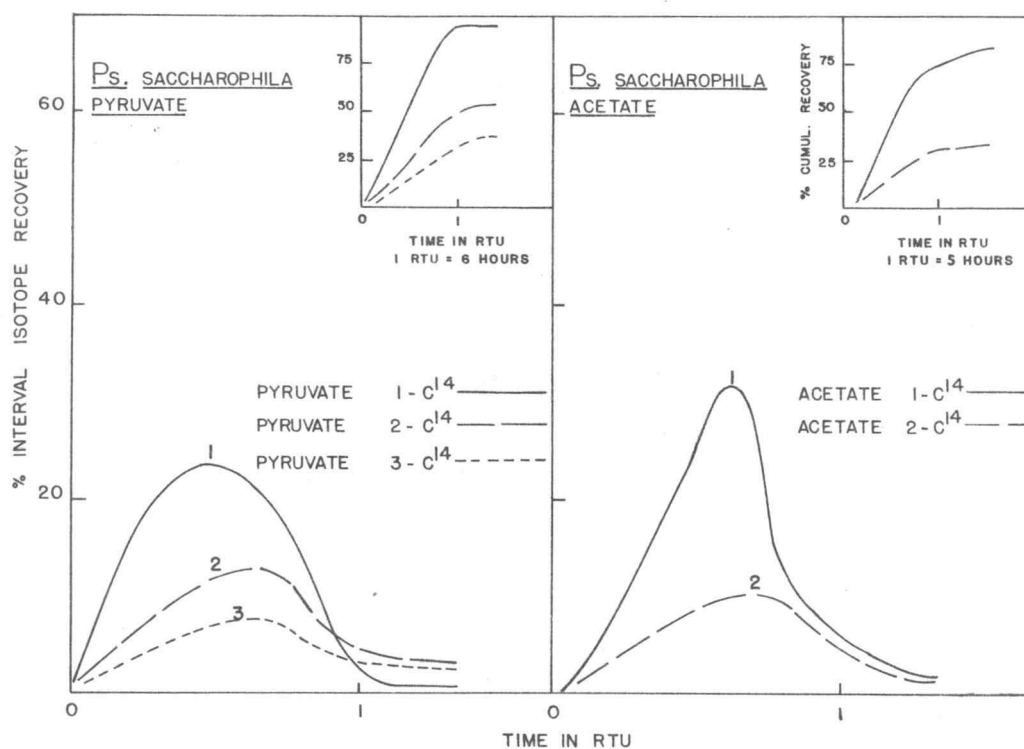 % INTERVAL ISOTOPE RECOVERY
60
40
20
PS. SACCHAROPHILA
PYRUVATE
75
50
25
0
1
TIME IN RTU
1 RTU = 6 HOURS
PYRUVATE 1-C14
PYRUVATE 2-C14
PYRUVATE 3-C14
1
2
3
0
1
PS. SACCHAROPHILA
ACETATE
% CUMUL. RECOVERY
75
50
25
0
1
TIME IN RTU
1 RTU = 5 HOURS
ACETATE 1-C14
ACETATE 2-C14
1
2
0
1
TIME IN RTU